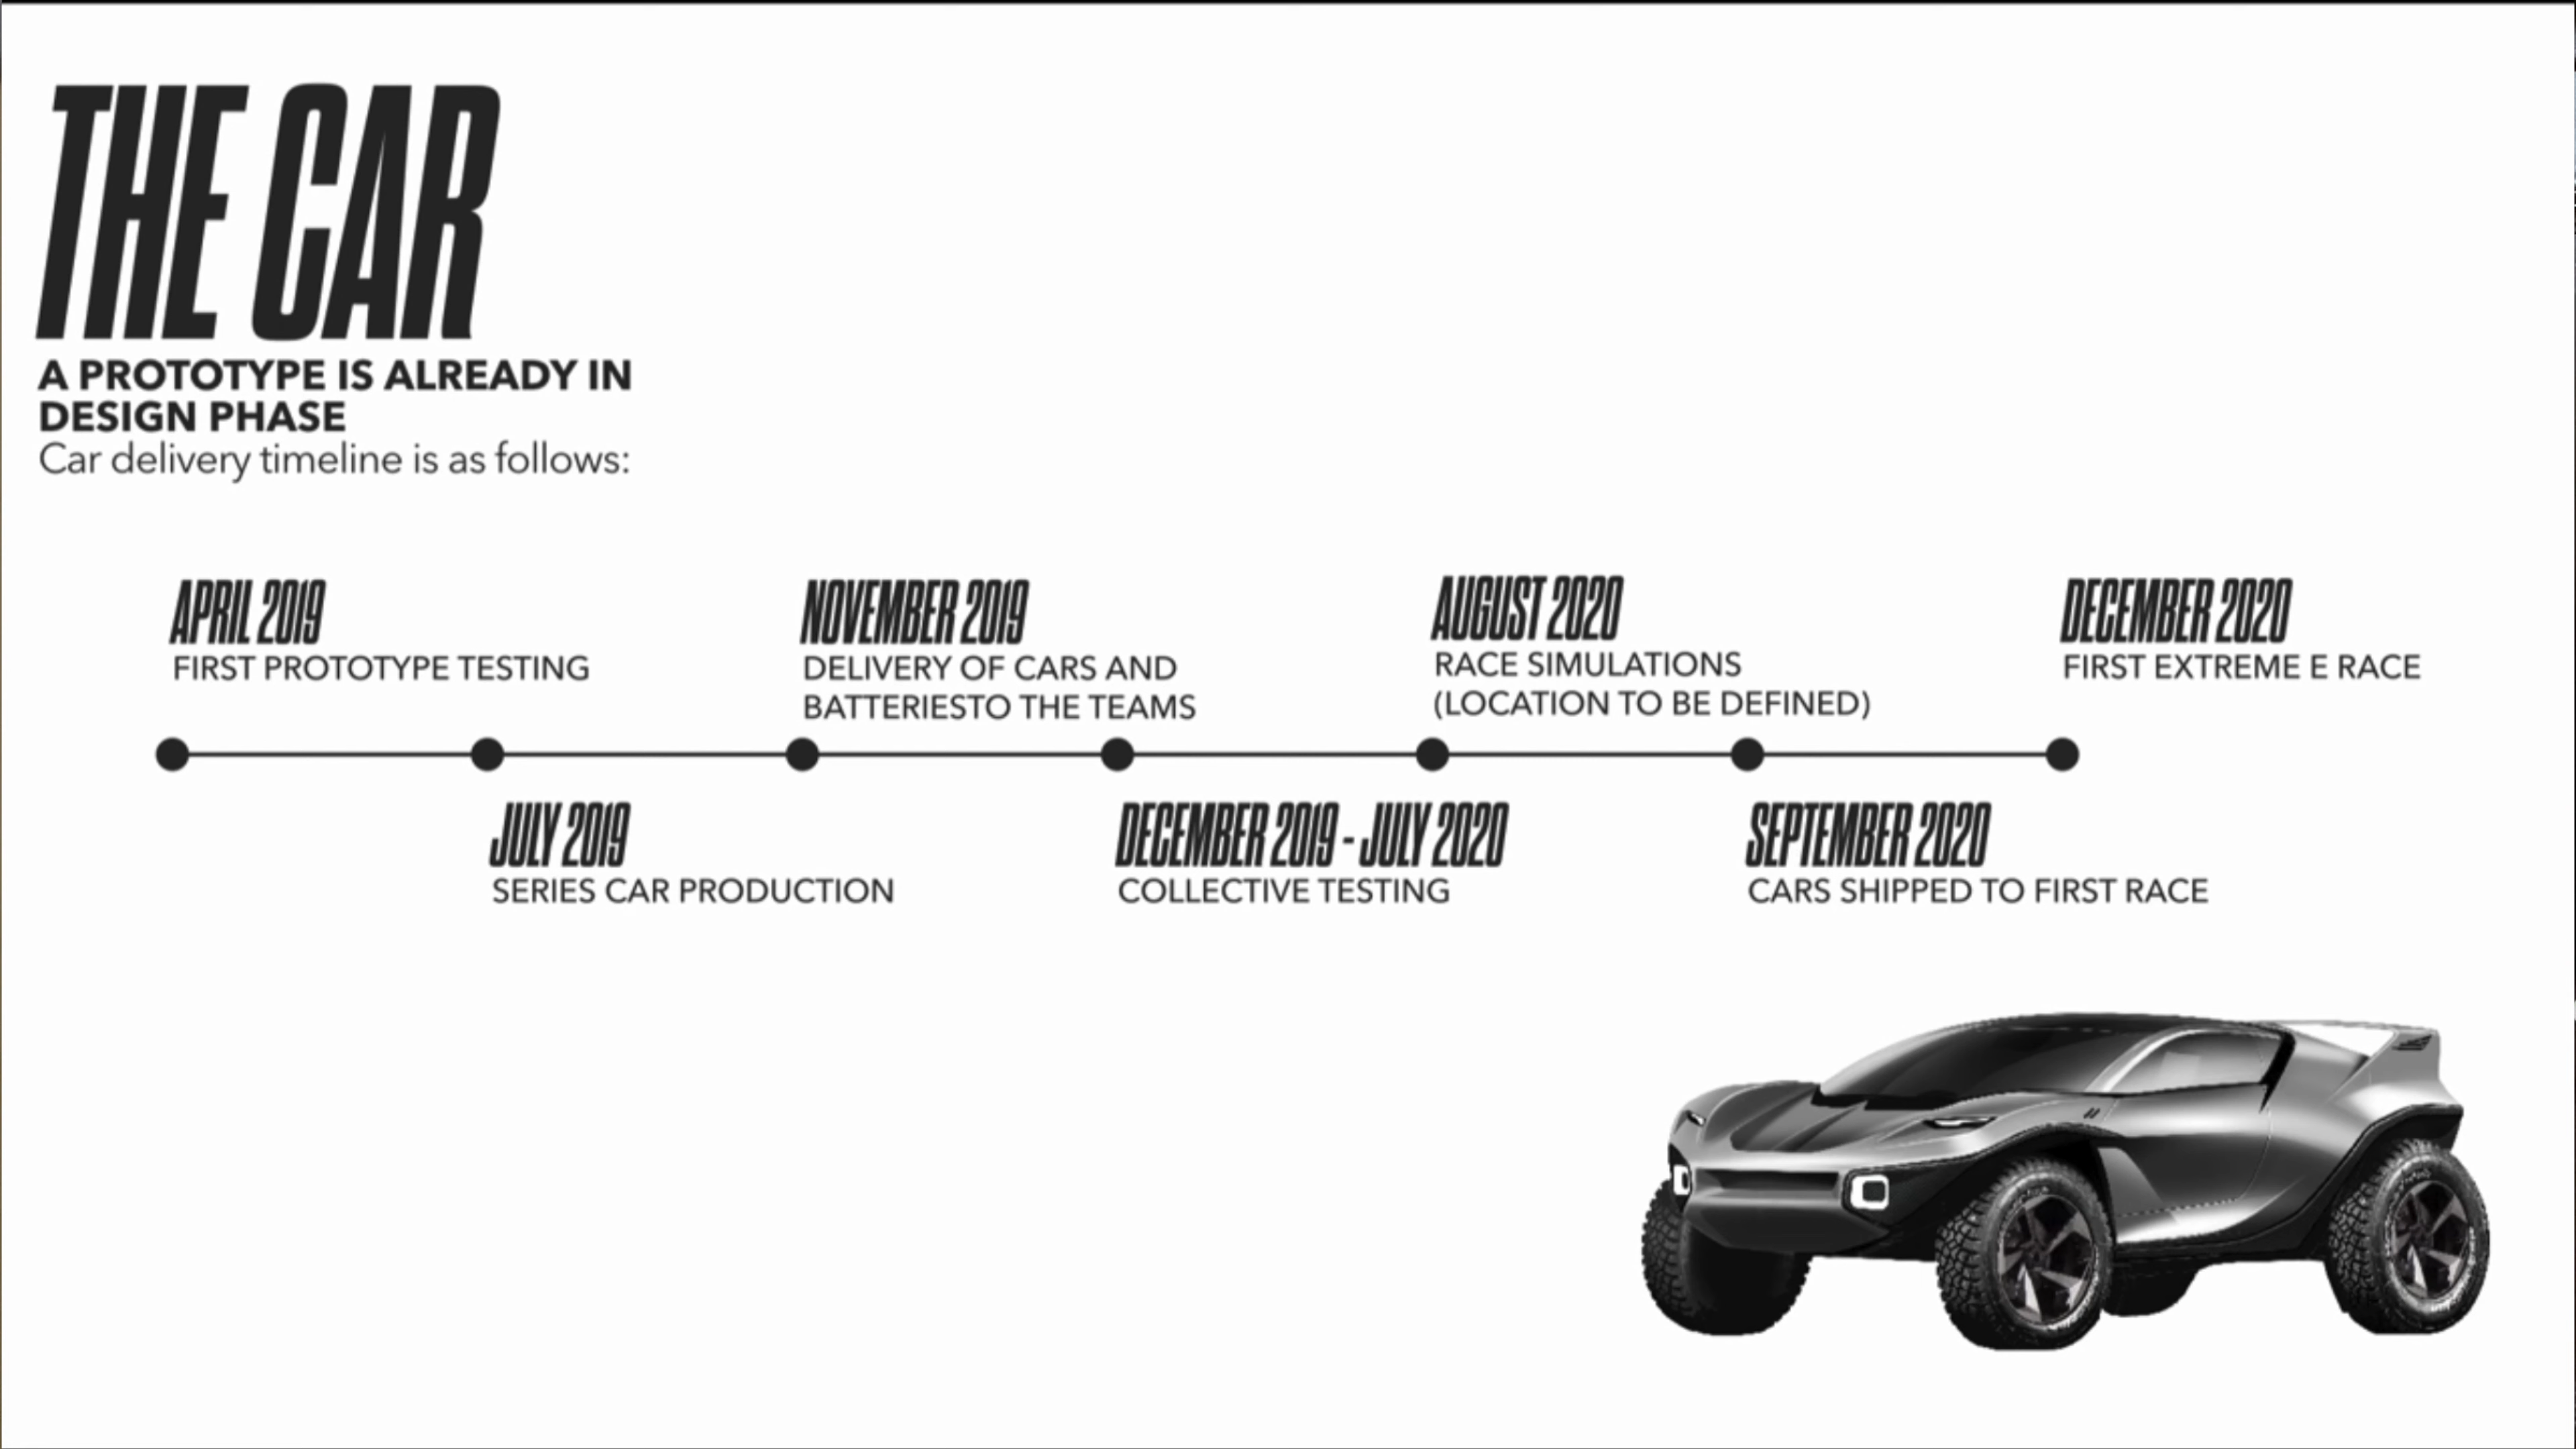 THE CAR
A PROTOTYPE IS ALREADY IN
DESIGN PHASE
Car delivery timeline is as follows:
APRIL 2019
FIRST PROTOTYPE TESTING
JULY 2019
SERIES CAR PRODUCTION
NOVEMBER 2019
DELIVERY OF CARS AND
BATTERIESTO THE TEAMS
DECEMBER 2019 - JULY 2020
COLLECTIVE TESTING
AUGUST 2020
RACE SIMULATIONS
(LOCATION TO BE DEFINED)
SEPTEMBER 2020
CARS SHIPPED TO FIRST RACE
DECEMBER 2020
FIRST EXTREME E RACE